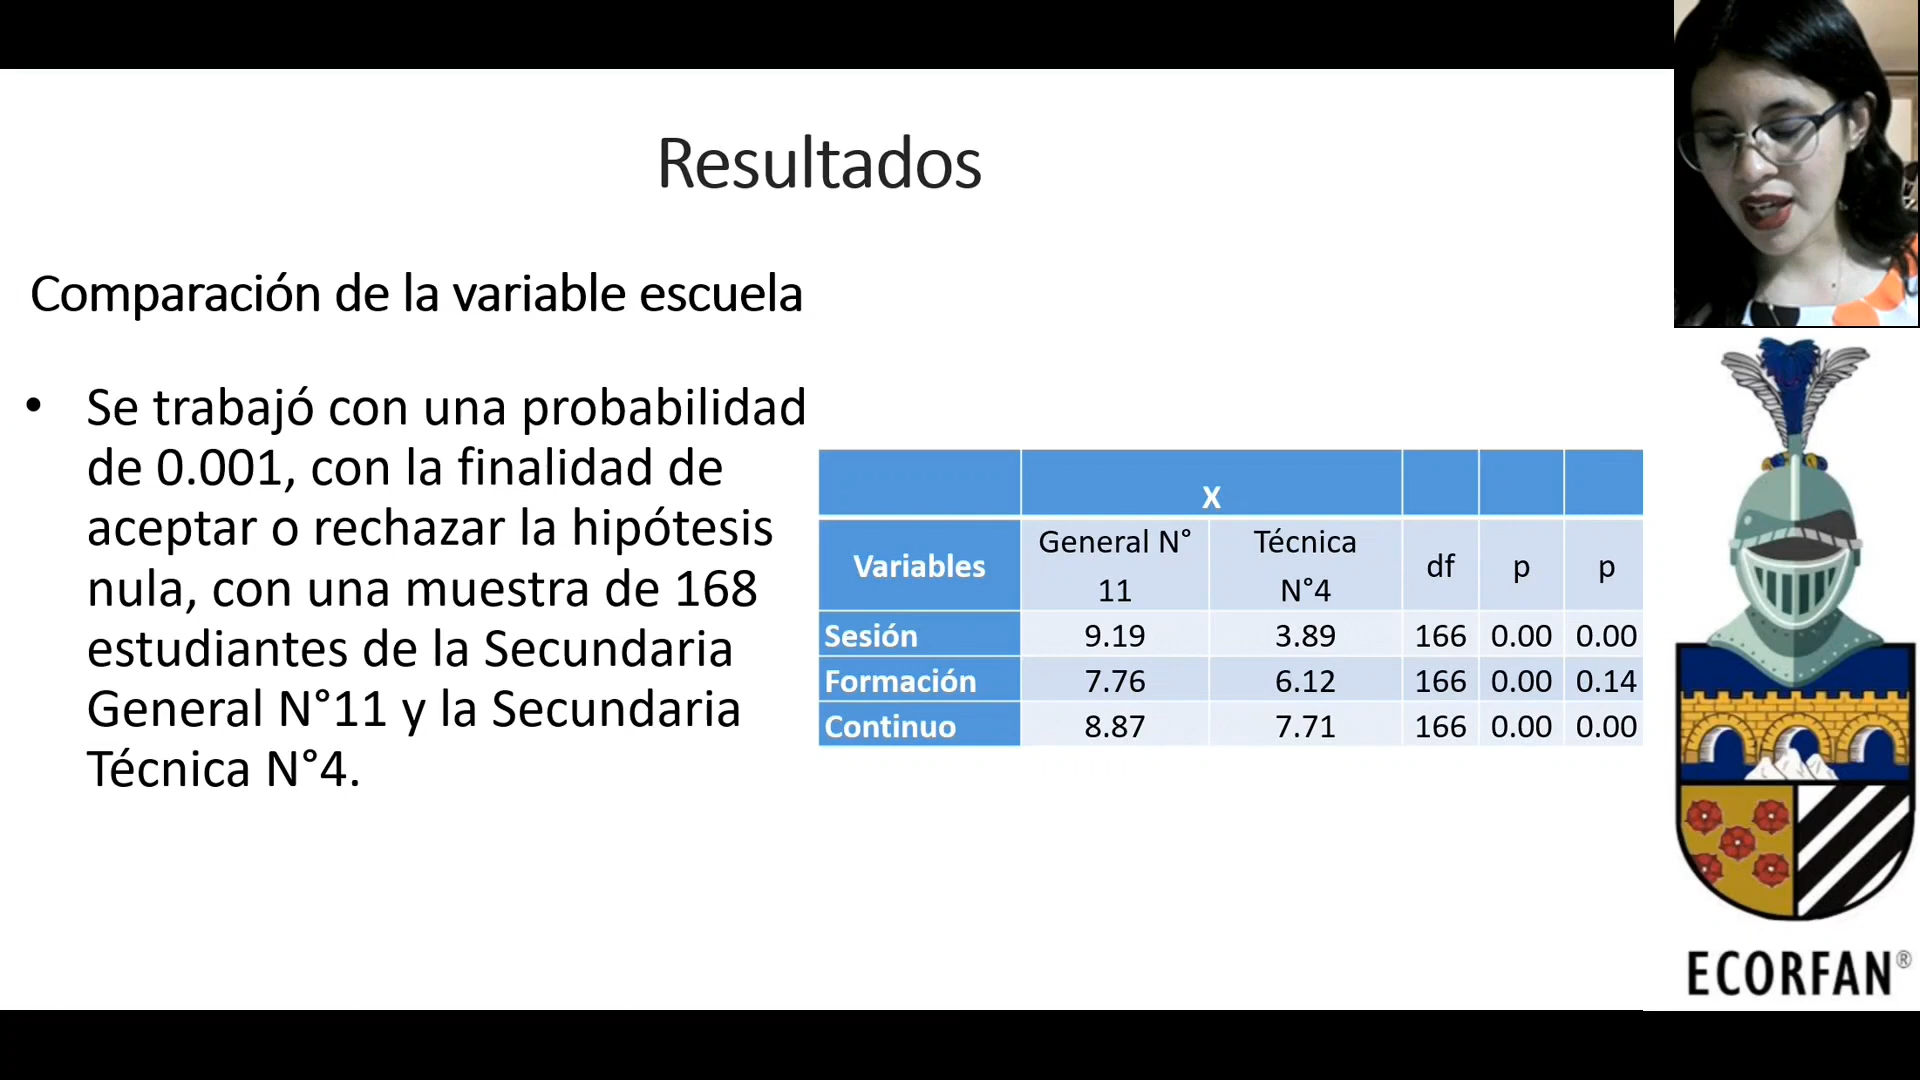 Resultados
Comparación de la variable escuela
• Se trabajó con una probabilidad
de 0.001, con la finalidad de
aceptar o rechazar la hipótesis
nula, con una muestra de 168
estudiantes de la Secundaria
General N°11 y la Secundaria
Técnica N°4.
X
Variables General N° 11 Técnica N°4 df p p
Sesión 9.19 3.89 166 0.00 0.00
Formación 7.76 6.12 166 0.00 0.14
Continuo 8.87 7.71 166 0.00 0.00
ECORFAN®